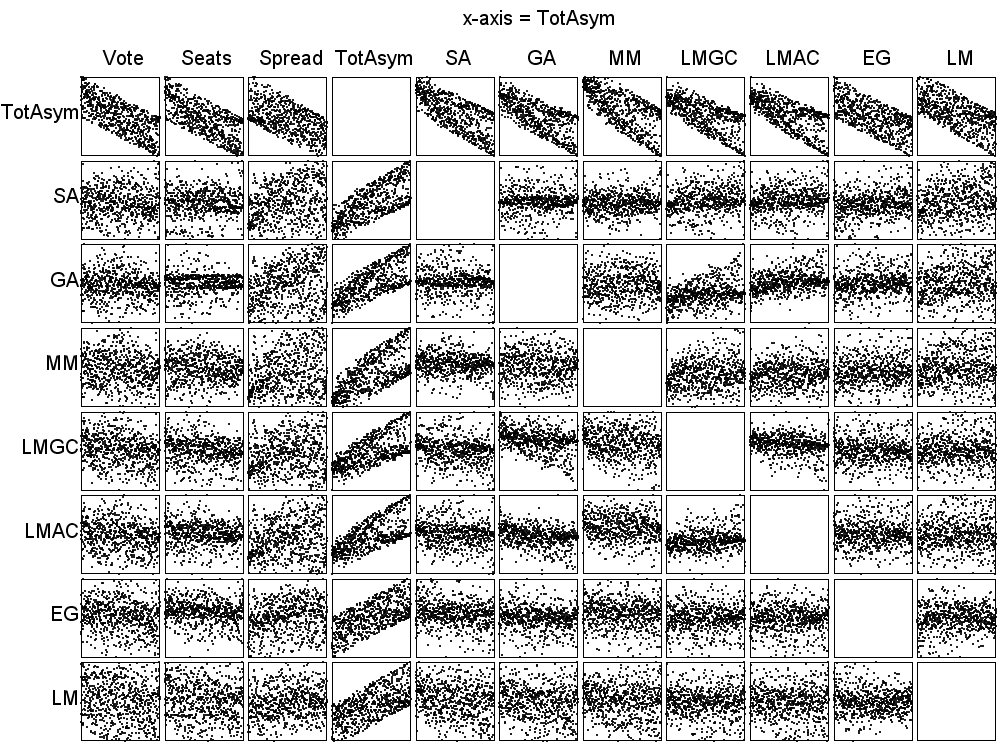 x-axis = TotAsym
Vote Seats Spread TotAsym SA GA MM LMGC LMAC EG LM
TotAsym
SA
GA
MM
LMGC
LMAC
EG
LM